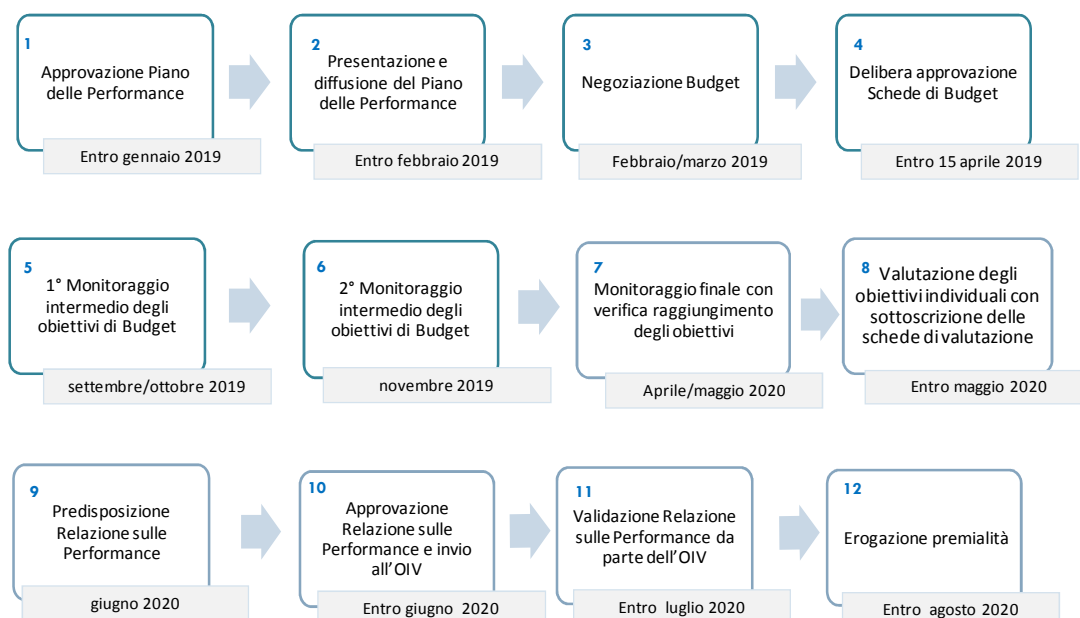 1
Approvazione Piano
delle Performance
Entro gennaio 2019
2
Presentazione e
diffusione del Piano
delle Performance
Entro febbraio 2019
3
Negoziazione Budget
Febbraio/marzo 2019
4
Delibera approvazione
Schede di Budget
Entro 15 aprile 2019
5
1° Monitoraggio
intermedio degli
obiettivi di Budget
settembre/ottobre 2019
6
2° Monitoraggio
intermedio degli
obiettivi di Budget
novembre 2019
7
Monitoraggio finale con
verifica raggiungimento
degli obiettivi
Aprile/maggio 2020
8
Valutazione degli
obiettivi individuali con
sottoscrizione delle
schede di valutazione
Entro maggio 2020
9
Predisposizione
Relazione sulle
Performance
giugno 2020
10
Approvazione
Relazione sulle
Performance e invio
all'OIV
Entro giugno 2020
11
Validazione Relazione
sulle Performance da
parte dell'OIV
Entro luglio 2020
12
Erogazione premialità
Entro agosto 2020